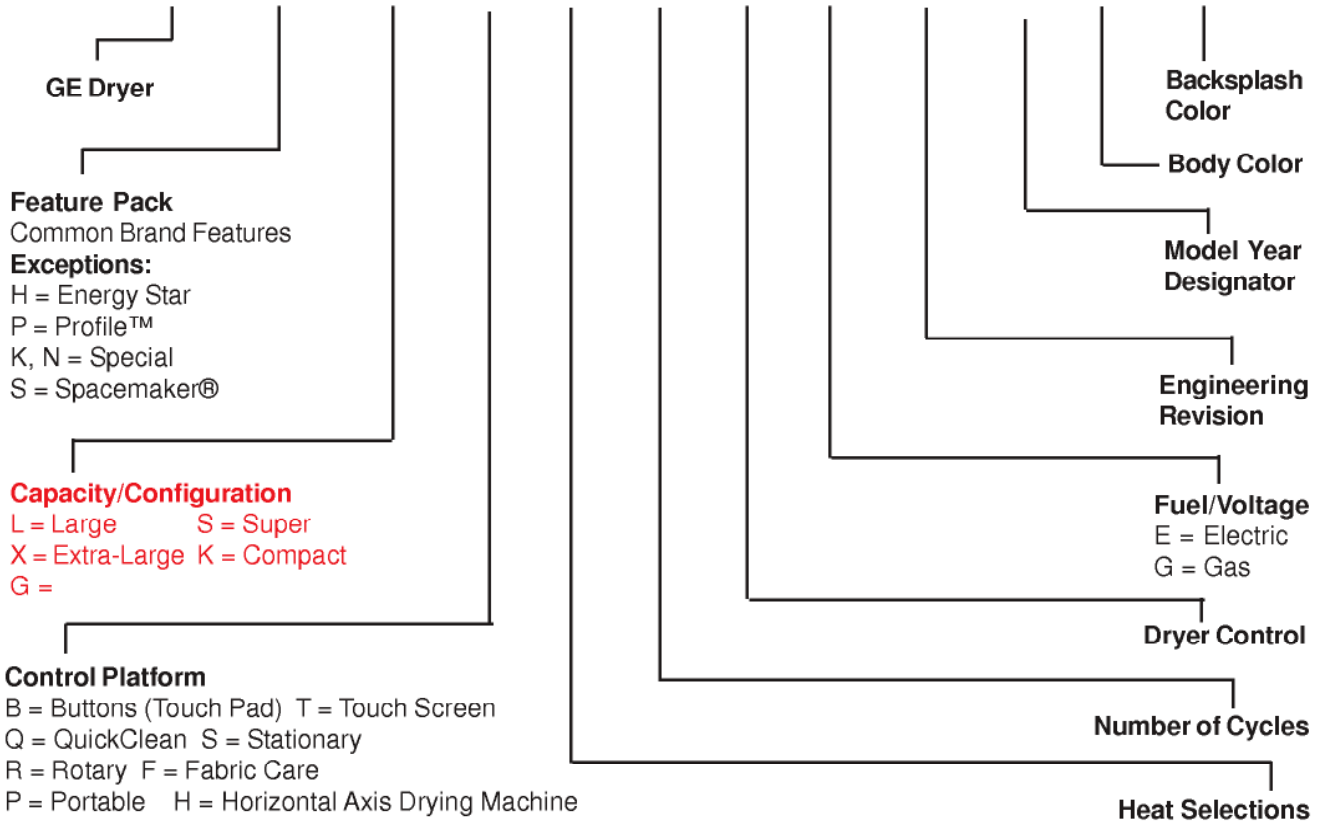 GE Dryer
Feature Pack
Common Brand Features
Exceptions:
H = Energy Star
P = Profile™
K, N = Special
S = Spacemaker®
Capacity/Configuration
L = Large S = Super
X = Extra-Large K = Compact
G =
Control Platform
B = Buttons (Touch Pad) T = Touch Screen
Q = QuickClean S = Stationary
R = Rotary F = Fabric Care
P = Portable H = Horizontal Axis Drying Machine
Backsplash
Color
Body Color
Model Year
Designator
Engineering
Revision
Fuel/Voltage
E = Electric
G = Gas
Dryer Control
Number of Cycles
Heat Selections